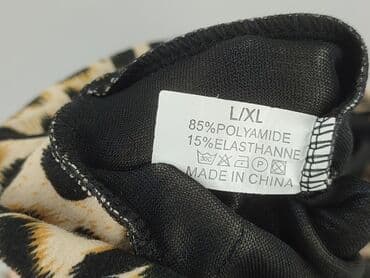 L/XL
85%POLYAMIDE
15%ELASTHANNE
MADE IN CHINA